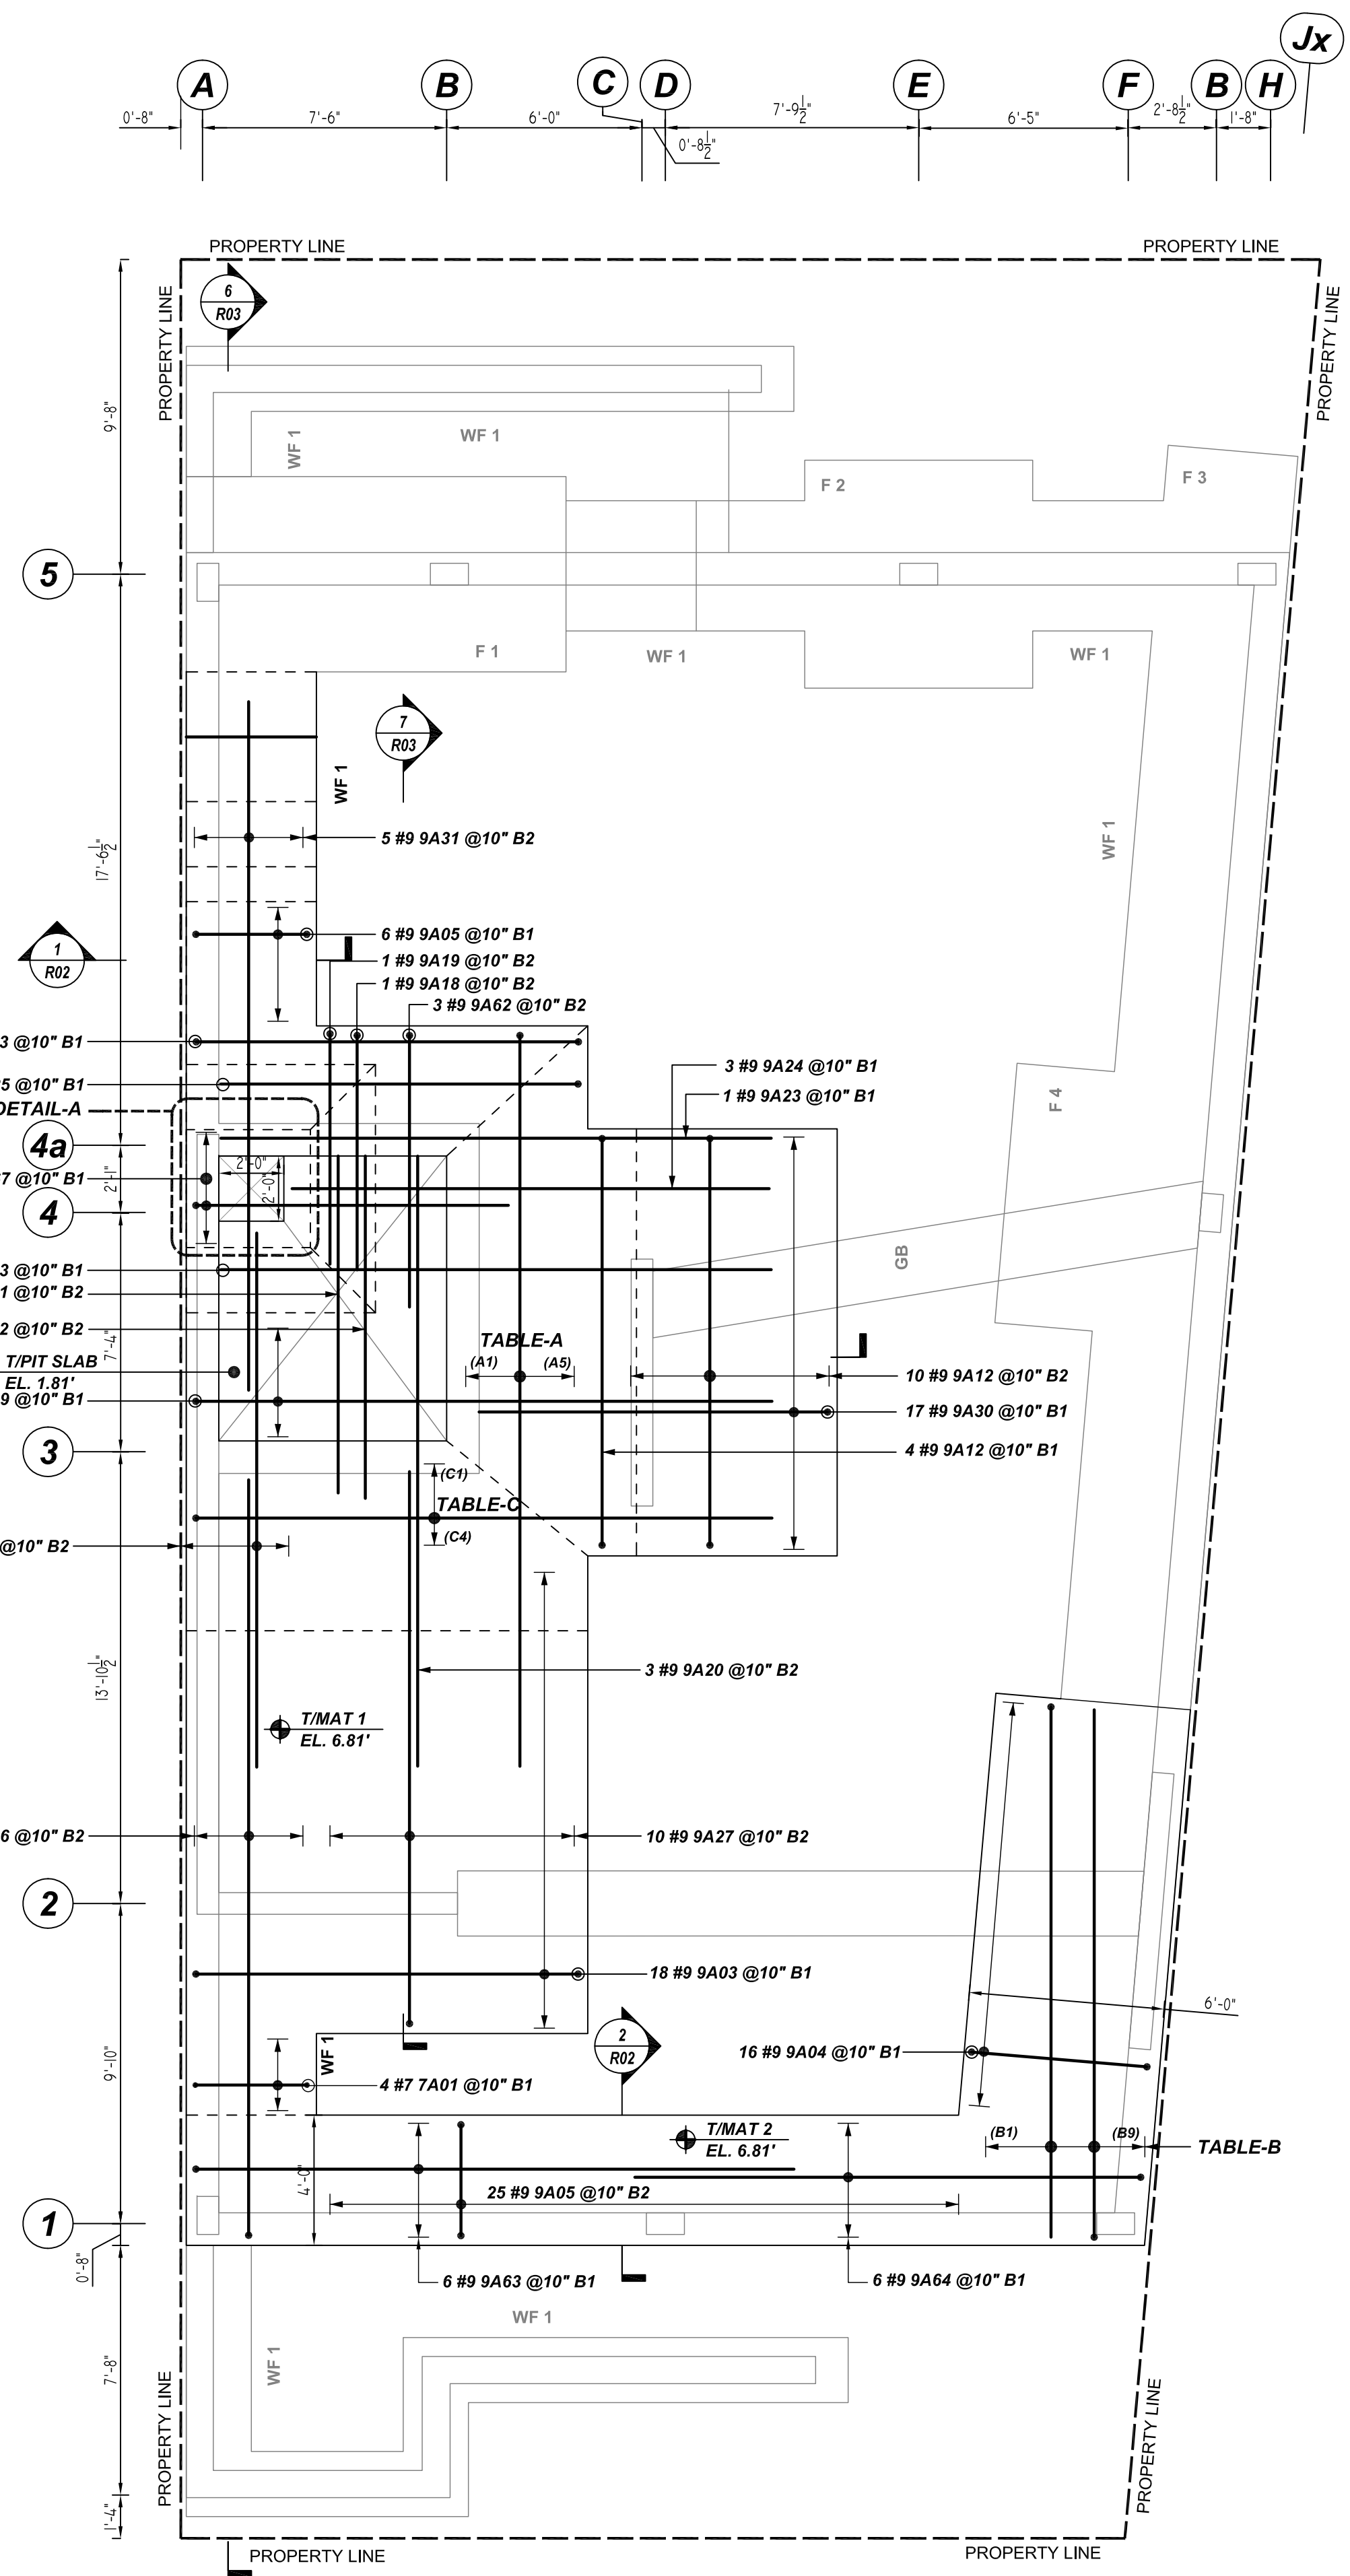 Jx
A
B
C
D
E
F
B
H
0'-8"
7'-6"
6'-0"
0'-8½"
7'-9½"
6'-5"
2'-8½"
1'-8"
PROPERTY LINE
PROPERTY LINE
PROPERTY LINE
PROPERTY LINE
6
R03
9'-8"
WF 1
WF 1
F 2
F 3
5
F 1
WF 1
WF 1
7
R03
WF 1
WF 1
17'-6½"
5 #9 9A31 @10" B2
6 #9 9A05 @10" B1
1
R02
1 #9 9A19 @10" B2
1 #9 9A18 @10" B2
3 #9 9A62 @10" B2
3 @10" B1
3 #9 9A24 @10" B1
5 @10" B1
1 #9 9A23 @10" B1
DETAIL-A
F 4
4a
2'-1"
7 @10" B1
2'-0"
2'-0"
4
GB
3 @10" B1
1 @10" B2
2 @10" B2
7'-4"
TABLE-A
(A1)
(A5)
T/PIT SLAB
EL. 1.81'
9 @10" B1
10 #9 9A12 @10" B2
17 #9 9A30 @10" B1
3
4 #9 9A12 @10" B1
(C1)
TABLE-C
(C4)
@10" B2
13'-10½"
3 #9 9A20 @10" B2
T/MAT 1
EL. 6.81'
6 @10" B2
10 #9 9A27 @10" B2
2
18 #9 9A03 @10" B1
6'-0"
9'-10"
WF 1
2
R02
16 #9 9A04 @10" B1
4 #7 7A01 @10" B1
T/MAT 2
EL. 6.81'
(B1)
(B9)
TABLE-B
4'-0"
25 #9 9A05 @10" B2
1
0'-8"
6 #9 9A63 @10" B1
6 #9 9A64 @10" B1
WF 1
WF 1
7'-8"
PROPERTY LINE
PROPERTY LINE
1'-4"
PROPERTY LINE
PROPERTY LINE